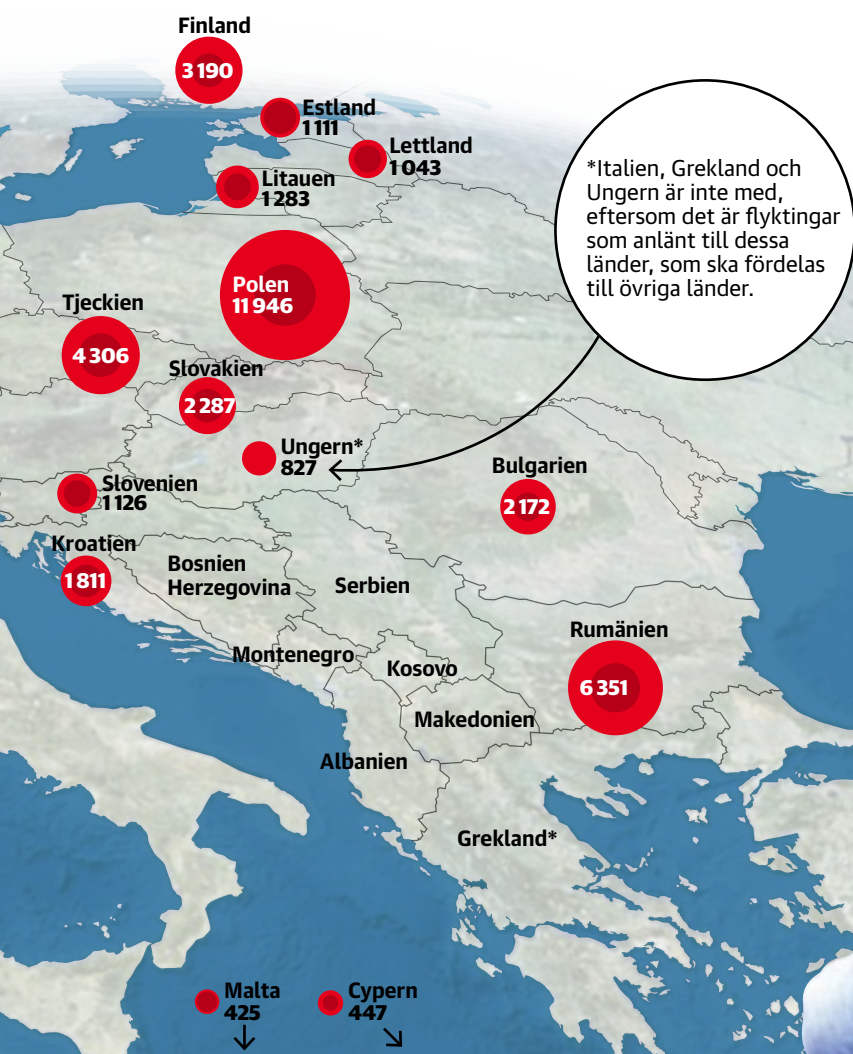 Finland
3 190
Estland
1 111
Lettland
1 043
Litauen
1 283
*Italien, Grekland och
Ungern är inte med,
eftersom det är flyktingar
som anlänt till dessa
länder, som ska fördelas
till övriga länder.
Polen
11 946
Tjeckien
4 306
Slovakien
2 287
Ungern*
827
Bulgarien
2 172
Slovenien
1 126
Kroatien
1 811
Bosnien
Herzegovina
Serbien
Rumänien
6 351
Montenegro
Kosovo
Makedonien
Albanien
Grekland*
Malta
425
Cypern
447